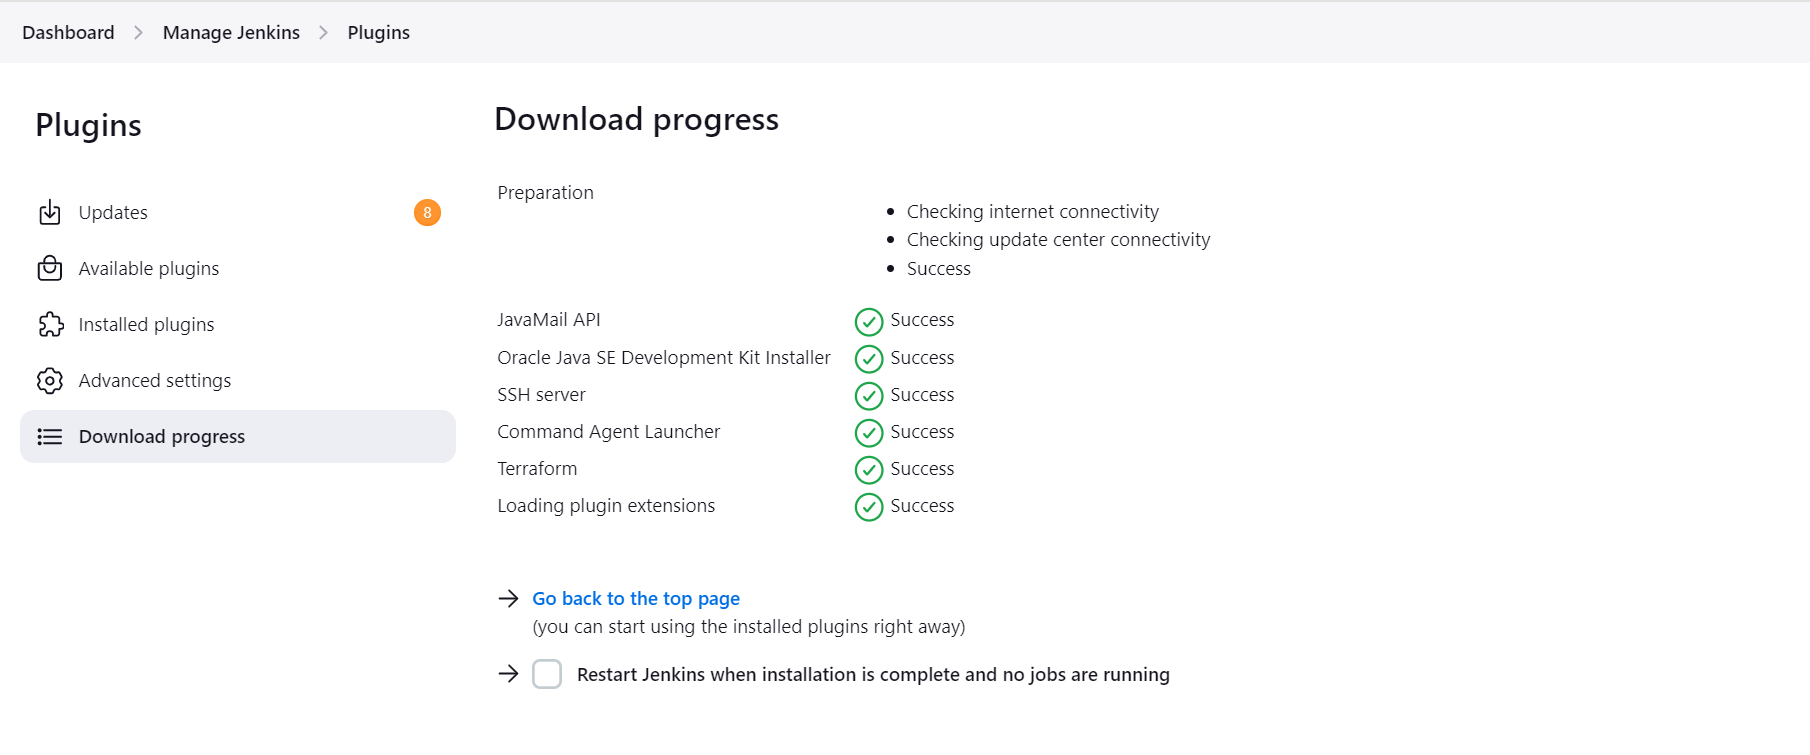 Dashboard > Manage Jenkins > Plugins
Plugins
Updates 8
Available plugins
Installed plugins
Advanced settings
Download progress
Download progress
Preparation
• Checking internet connectivity
• Checking update center connectivity
• Success
JavaMail API Success
Oracle Java SE Development Kit Installer Success
SSH server Success
Command Agent Launcher Success
Terraform Success
Loading plugin extensions Success
→ Go back to the top page
(you can start using the installed plugins right away)
→ Restart Jenkins when installation is complete and no jobs are running